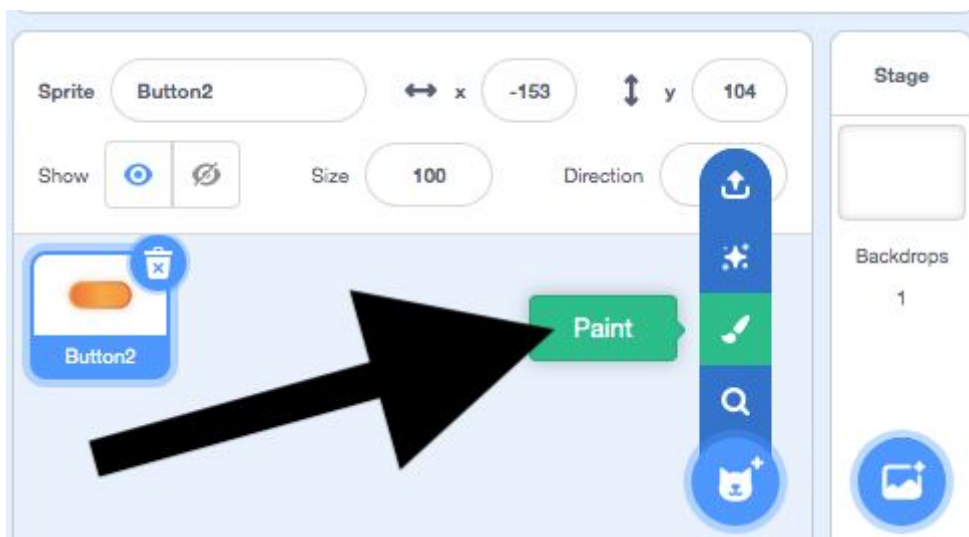 Sprite Button2 x -153 y 104
Show Size 100 Direction
Button2
Paint
Stage
Backdrops
1